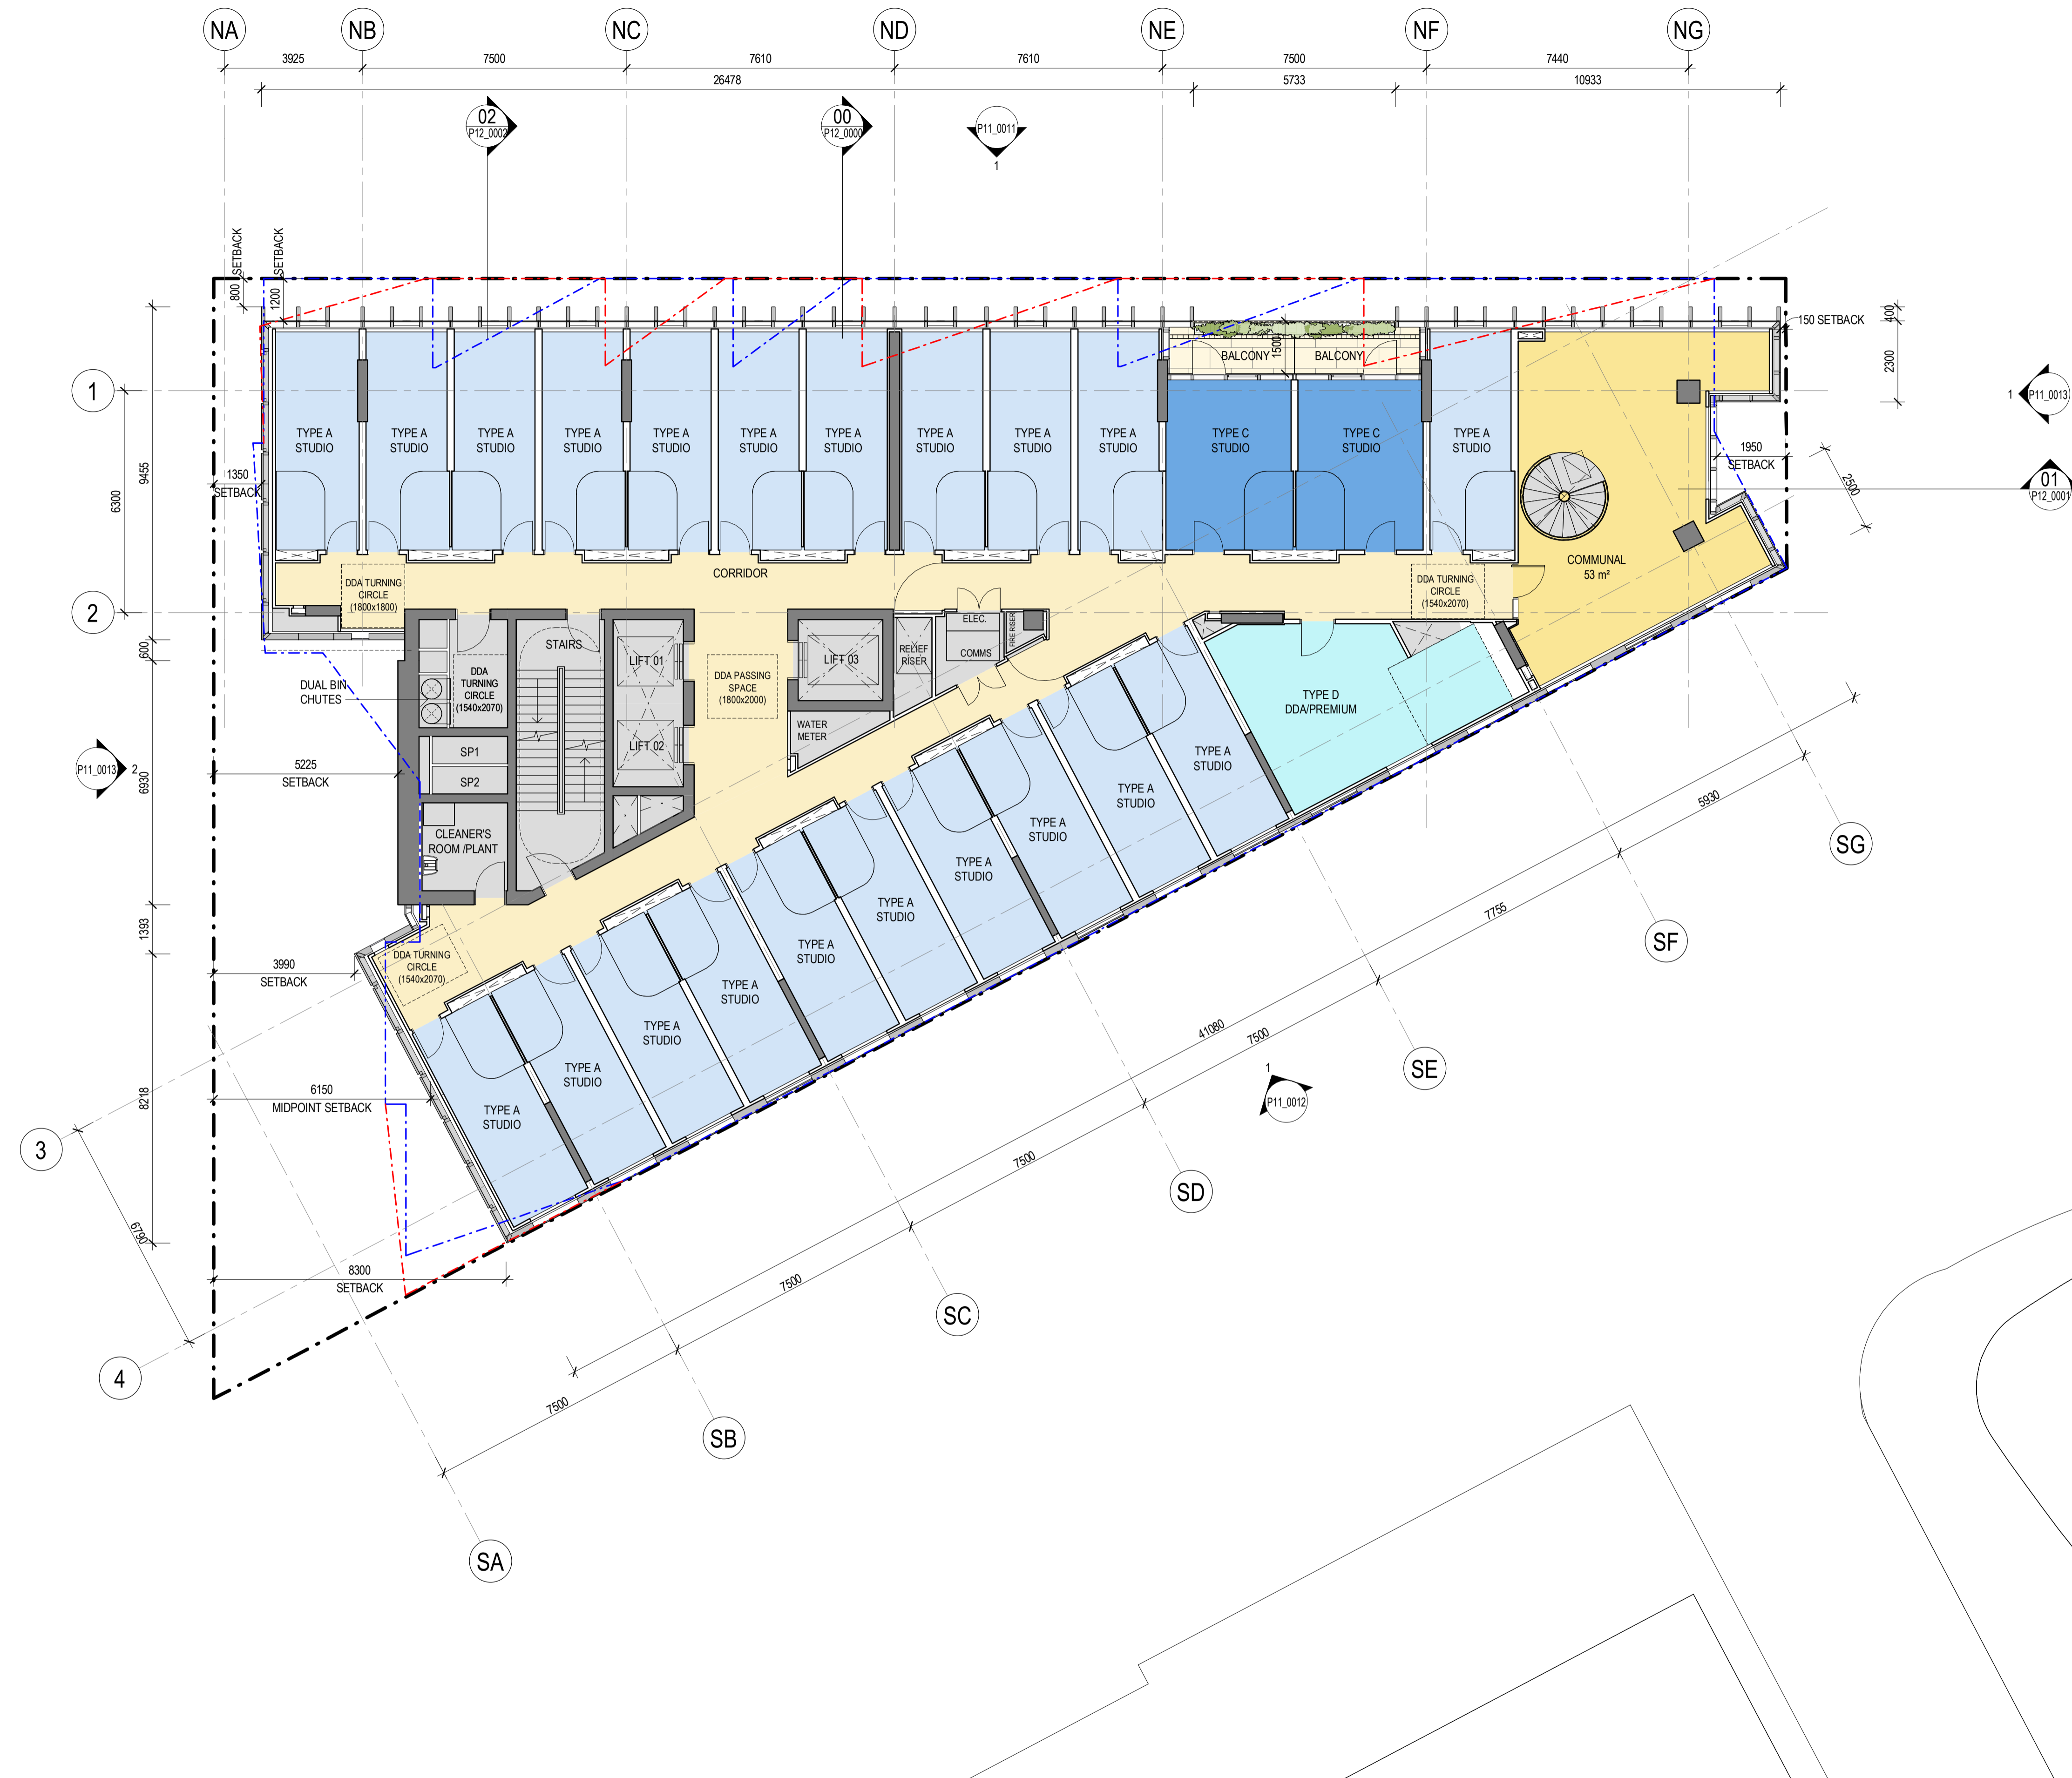 NA NB NC ND NE NF NG
3925 7500 7610 7610 7500 7440
26478 5733 10933
02
P12_0002
00
P12_0000
P11_0011
1
800
SETBACK
1200
SETBACK
400
150 SETBACK
2300
1500
BALCONY
BALCONY
1
1 P11_0013
TYPE A
STUDIO
TYPE A
STUDIO
TYPE A
STUDIO
TYPE A
STUDIO
TYPE A
STUDIO
TYPE A
STUDIO
TYPE A
STUDIO
TYPE A
STUDIO
TYPE A
STUDIO
TYPE A
STUDIO
TYPE C
STUDIO
TYPE C
STUDIO
TYPE A
STUDIO
1950
SETBACK
2500
01
P12_0001
9455
6300
1350
SETBACK
COMMUNAL
53 m²
CORRIDOR
DDA TURNING
CIRCLE
(1800x1800)
DDA TURNING
CIRCLE
(1540x2070)
2
600
STAIRS
LIFT 01
LIFT 02
LIFT 03
RELIEF
RISER
ELEC.
COMMS
FIRE RISER
DUAL BIN
CHUTES
DDA
TURNING
CIRCLE
(1540x2070)
DDA PASSING
SPACE
(1800x2000)
WATER
METER
TYPE D
DDA/PREMIUM
SP1
SP2
P11_0013 2
5225
SETBACK
6930
CLEANER'S
ROOM /PLANT
1393
3990
SETBACK
DDA TURNING
CIRCLE
(1540x2070)
TYPE A
STUDIO
TYPE A
STUDIO
TYPE A
STUDIO
TYPE A
STUDIO
TYPE A
STUDIO
TYPE A
STUDIO
TYPE A
STUDIO
TYPE A
STUDIO
TYPE A
STUDIO
TYPE A
STUDIO
6150
MIDPOINT SETBACK
8218
3
6790
8300
SETBACK
4
41080
7500
7500
7500
7500
7500
7755
5930
1
P11_0012
SA
SB
SC
SD
SE
SF
SG